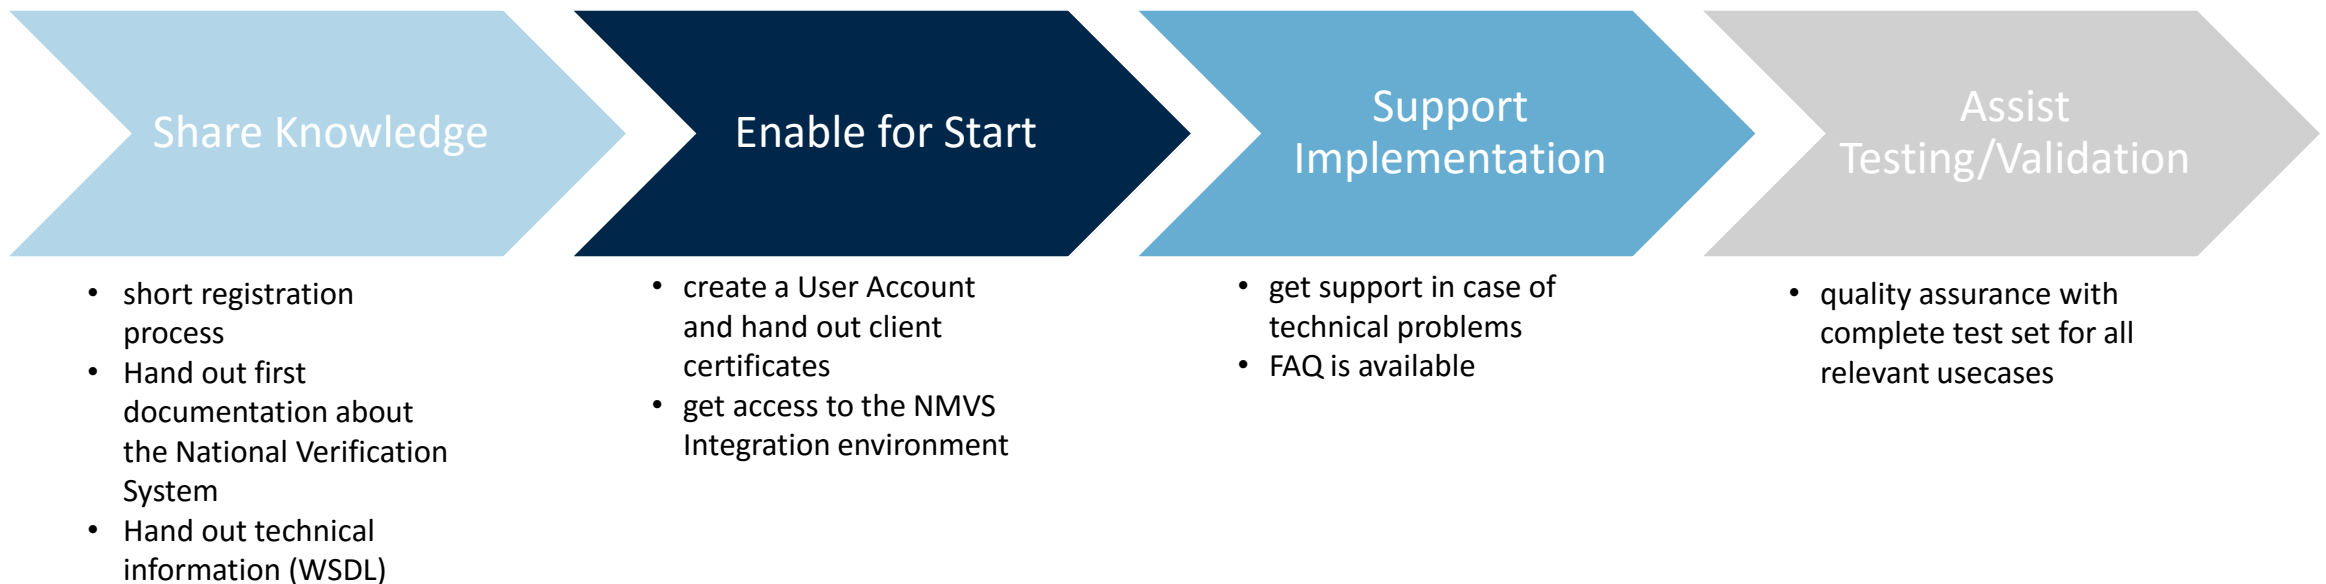 Share Knowledge
Enable for Start
Support
Implementation
Assist
Testing/Validation
• short registration
process
• Hand out first
documentation about
the National Verification
System
• Hand out technical
information (WSDL)
• create a User Account
and hand out client
certificates
• get access to the NMVS
Integration environment
• get support in case of
technical problems
• FAQ is available
• quality assurance with
complete test set for all
relevant usecases